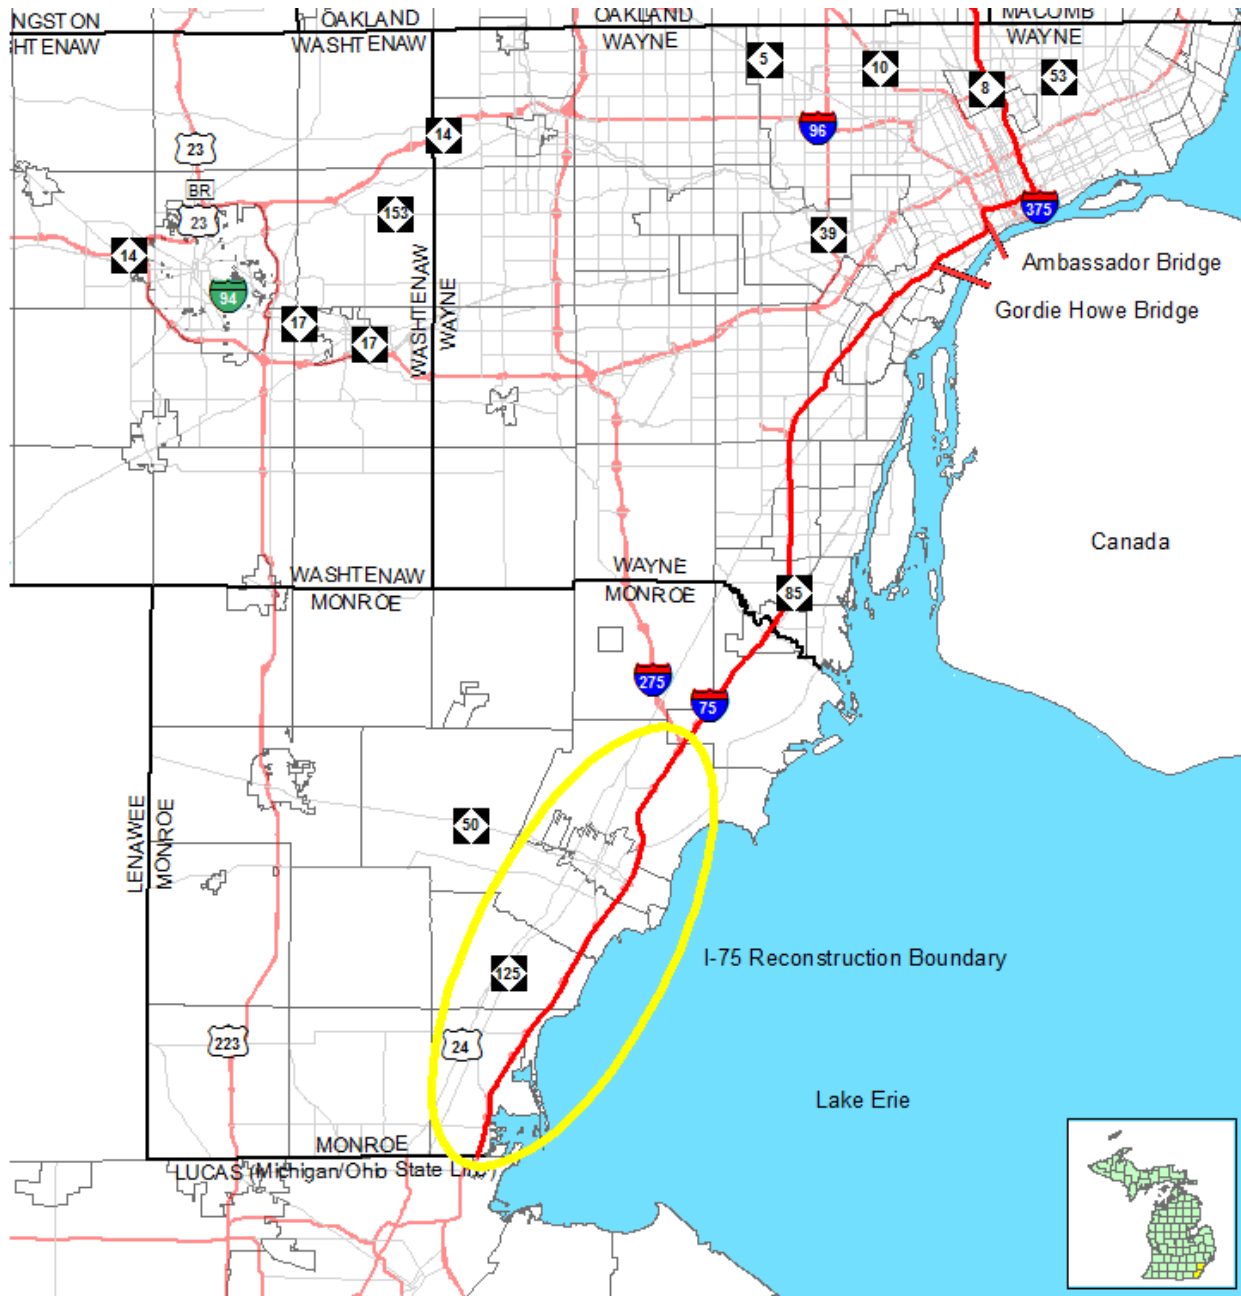 NGSTON
HTENAW
OAKLAND
WASHTENAW
OAKLAND
WAYNE
MACOMB
WAYNE
5
10
8
53
96
14
23
BR
23
153
39
375
14
94
17
17
WASHTENAW
WAYNE
Ambassador Bridge
Gordie Howe Bridge
Canada
WASHTENAW
MONROE
WAYNE
MONROE
85
275
75
50
LENAWEE
MONROE
I-75 Reconstruction Boundary
125
223
24
Lake Erie
MONROE
LUCAS (Michigan/Ohio State Line